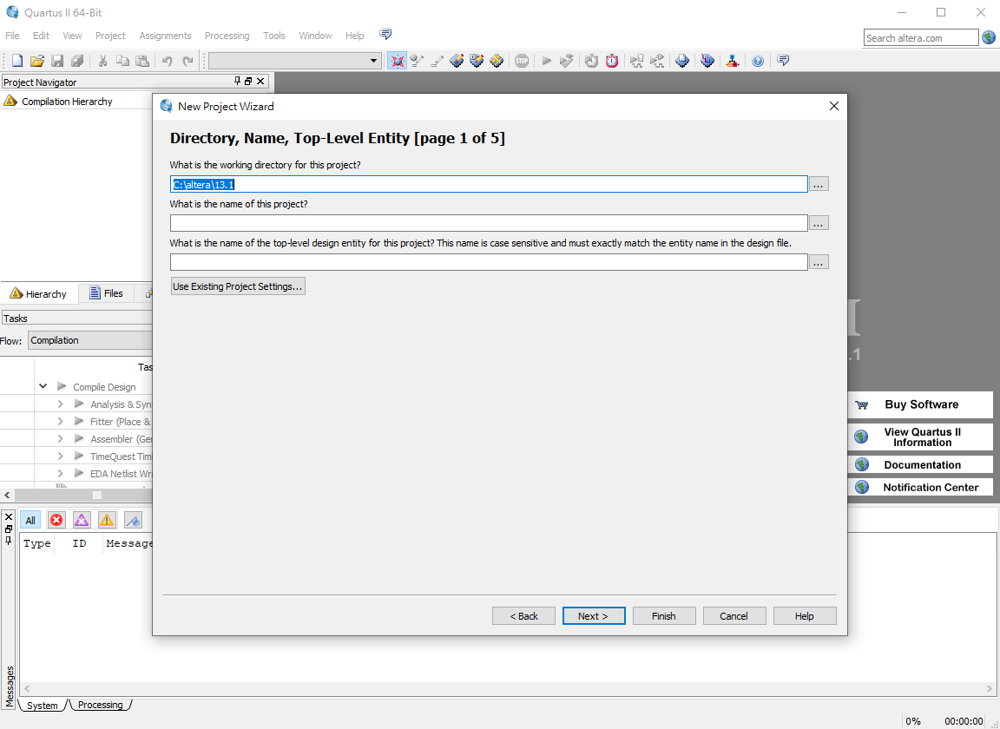 Quartus II 64-Bit
File Edit View Project Assignments Processing Tools Window Help
Search altera.com
STOP
Project Navigator
Compilation Hierarchy
New Project Wizard
Directory, Name, Top-Level Entity [page 1 of 5]
What is the working directory for this project?
C:\altera\13.1
...
What is the name of this project?
...
What is the name of the top-level design entity for this project? This name is case sensitive and must exactly match the entity name in the design file.
...
Use Existing Project Settings...
Hierarchy
Files
Tasks
Flow: Compilation
Compile Design
Analysis &
Fitter (Place &
Assembler
TimeQuest
EDA Netlist
.1
Buy Software
View Quartus II
Information
Documentation
Notification Center
< Back
Next >
Finish
Cancel
Help
All
Type ID Message
Messages
System
Processing
0% 00:00:00